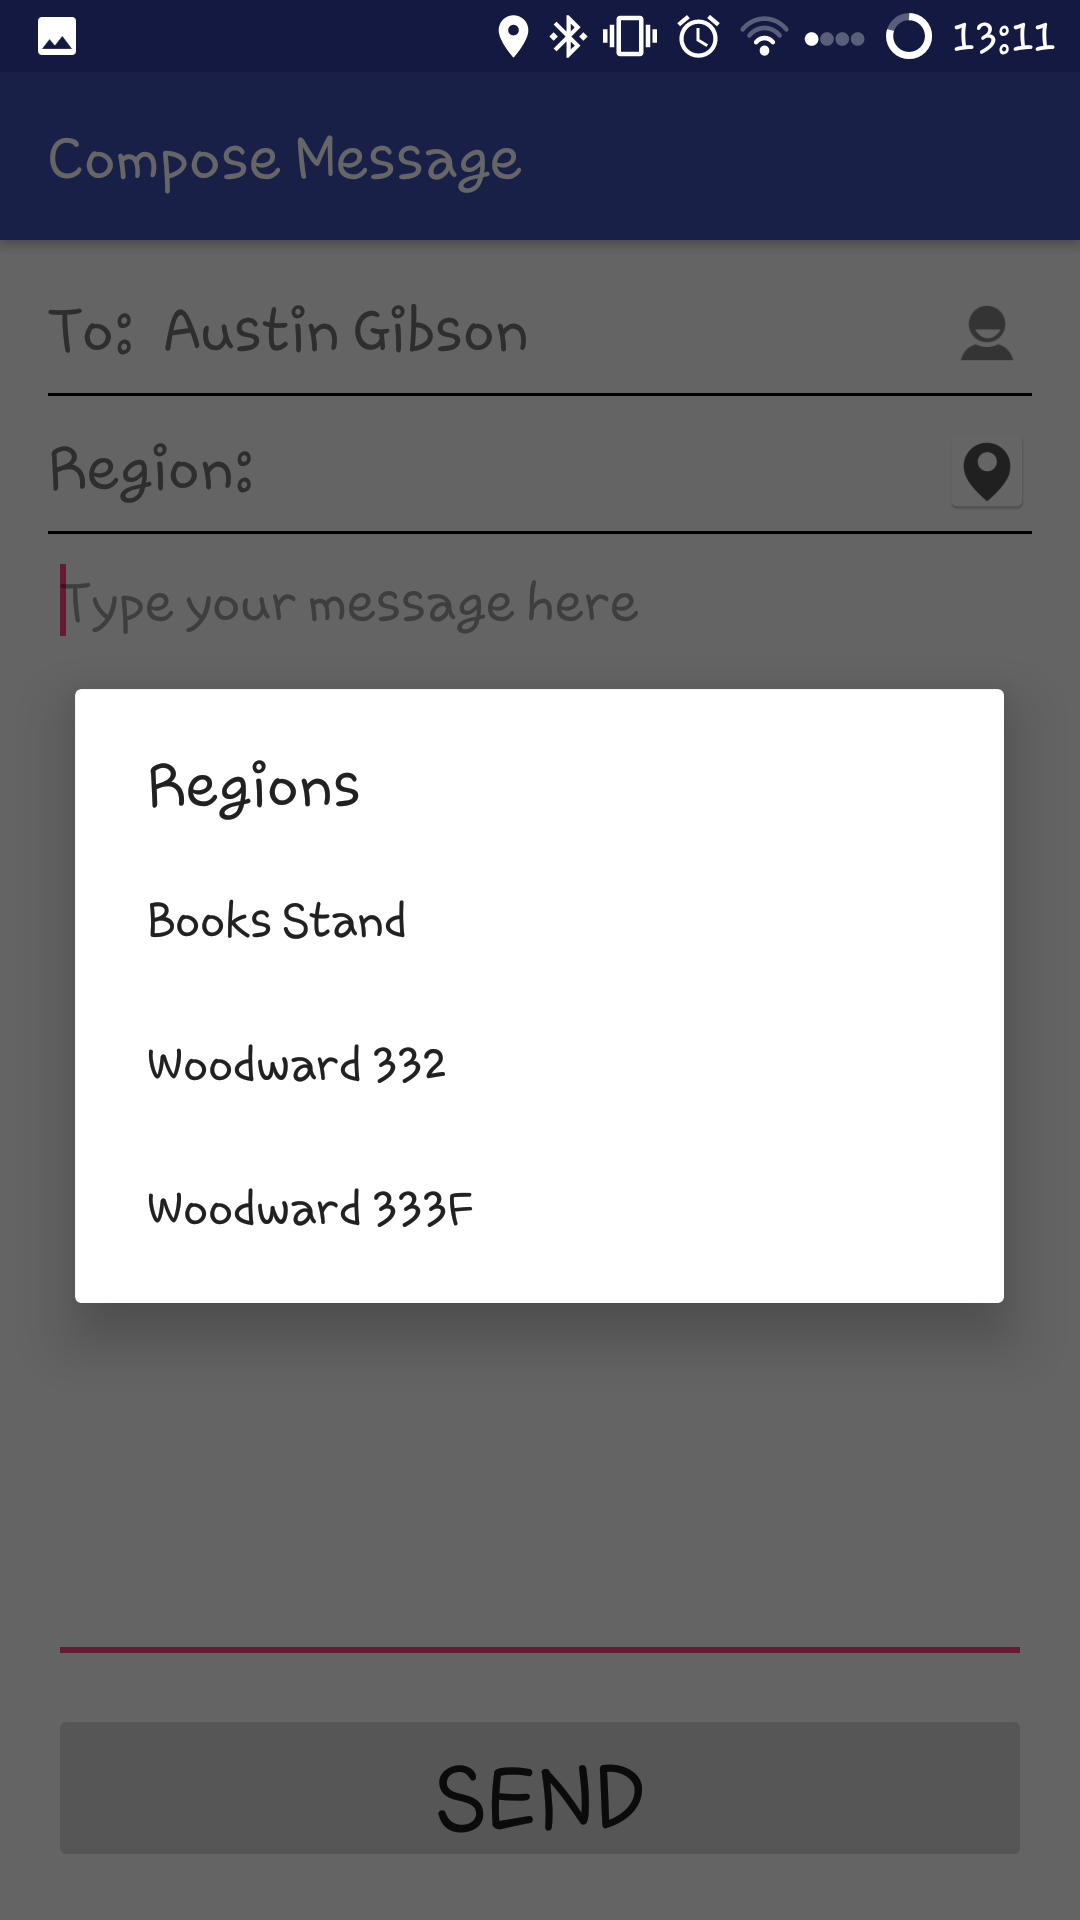 13:11
Compose Message
To: Austin Gibson
Region:
Type your message here
Regions
Books Stand
Woodward 332
Woodward 333F
SEND